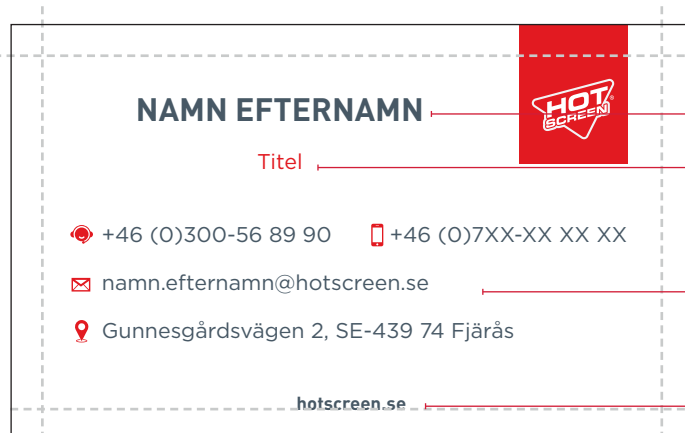 NAMN EFTERNAMN
HOT
SCREEN®
Titel
+46 (0)300-56 89 90 +46 (0)7XX-XX XX XX
namn.efternamn@hotscreen.se
Gunnesgårdsvägen 2, SE-439 74 Fjärås
hotscreen.se